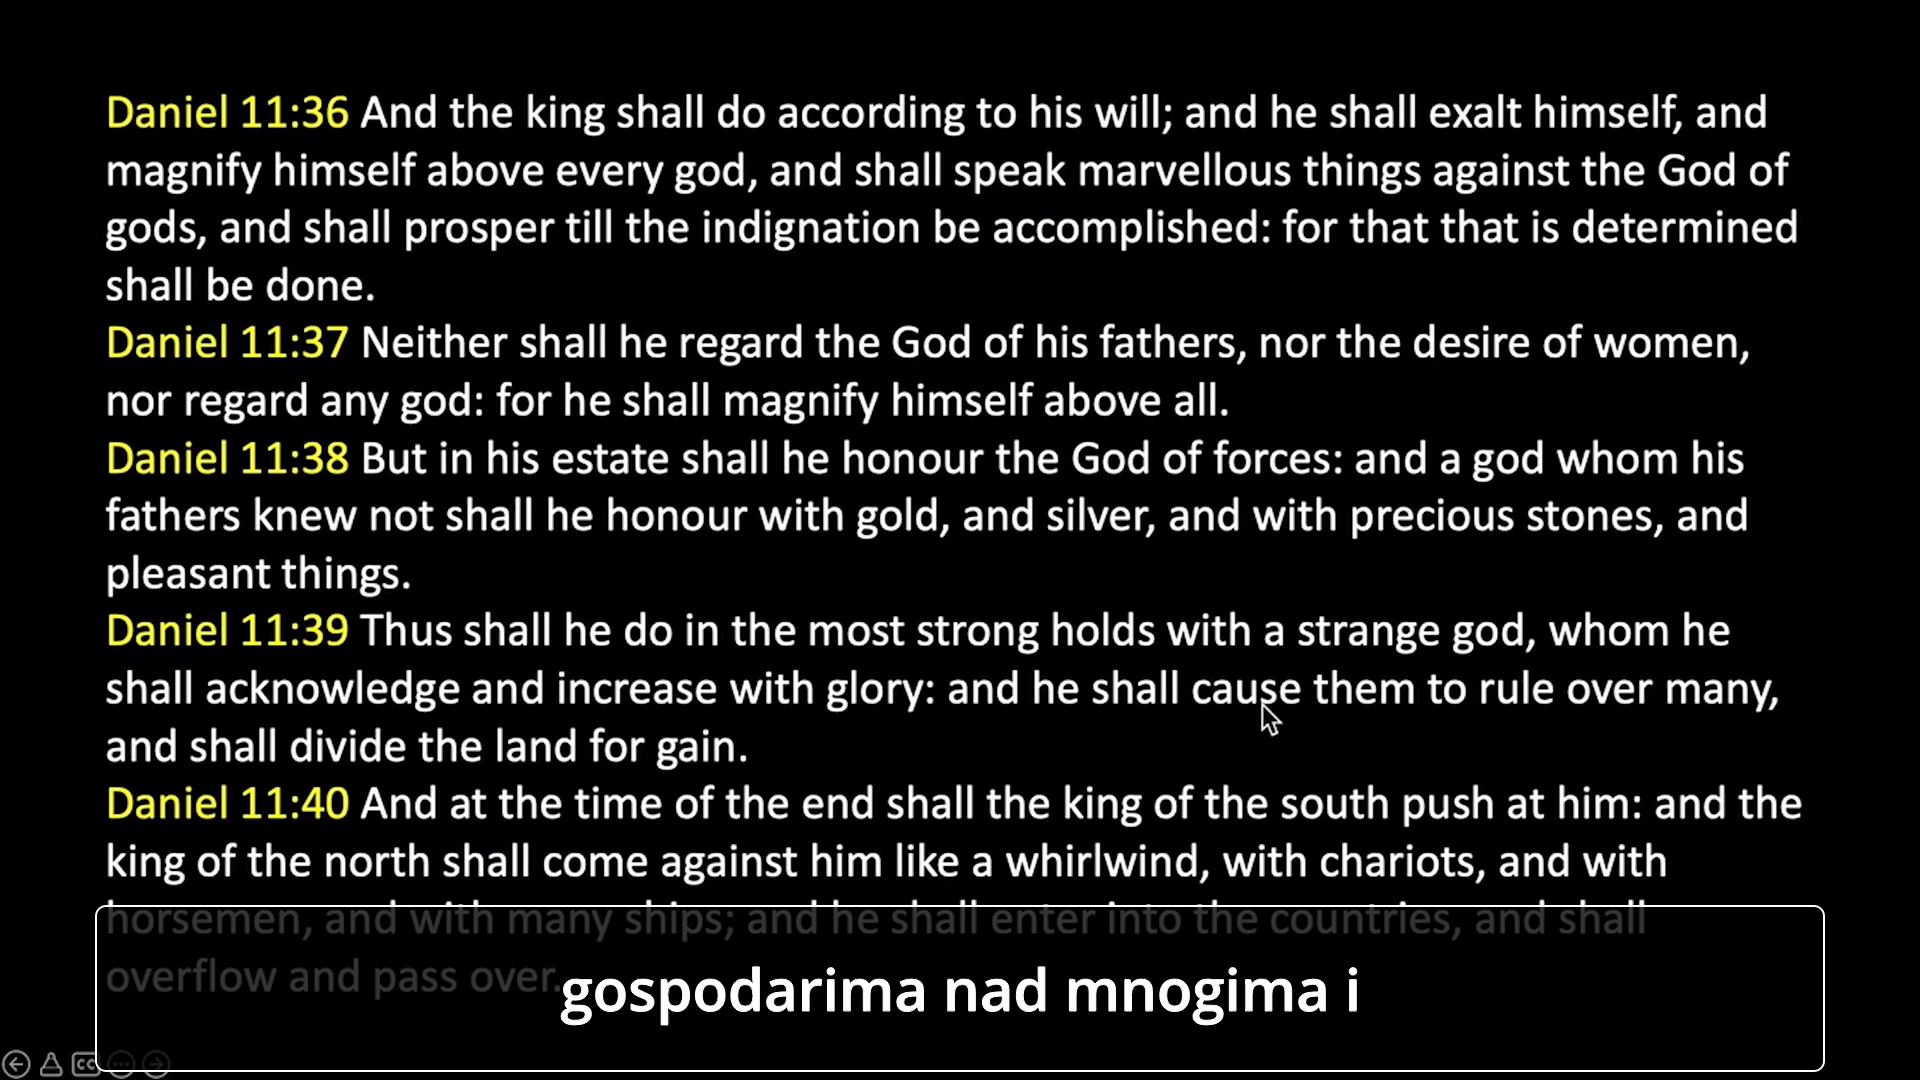 Daniel 11:36 And the king shall do according to his will; and he shall exalt himself, and
magnify himself above every god, and shall speak marvellous things against the God of
gods, and shall prosper till the indignation be accomplished: for that that is determined
shall be done.
Daniel 11:37 Neither shall he regard the God of his fathers, nor the desire of women,
nor regard any god: for he shall magnify himself above all.
Daniel 11:38 But in his estate shall he honour the God of forces: and a god whom his
fathers knew not shall he honour with gold, and silver, and with precious stones, and
pleasant things.
Daniel 11:39 Thus shall he do in the most strong holds with a strange god, whom he
shall acknowledge and increase with glory: and he shall cause them to rule over many,
and shall divide the land for gain.
Daniel 11:40 And at the time of the end shall the king of the south push at him: and the
king of the north shall come against him like a whirlwind, with chariots, and with
horsemen, and with many ships; and he shall enter into the countries, and shall
overflow and pass over.
gospodarima nad mnogima i
CC